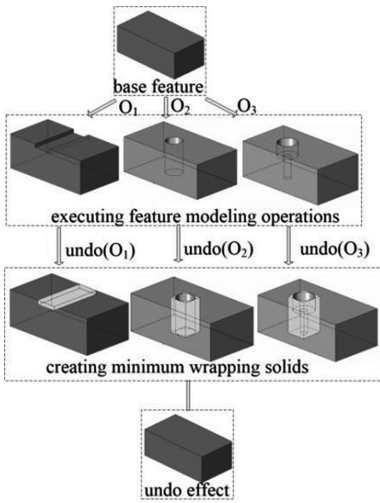 base feature
O₁ O₂ O₃
executing feature modeling operations
undo(O₁) undo(O₂) undo(O₃)
creating minimum wrapping solids
undo effect